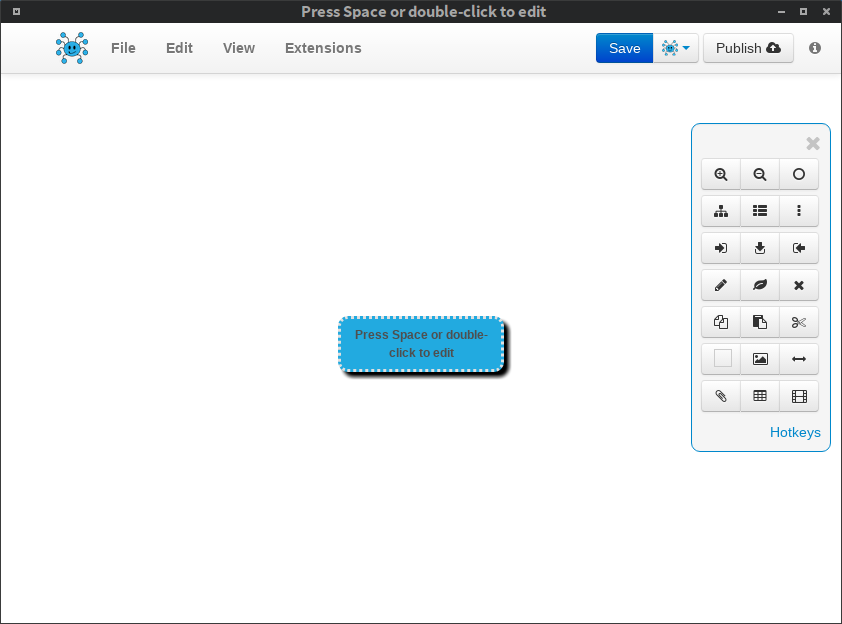 Press Space or double-click to edit
File Edit View Extensions Save Publish
Press Space or double-
click to edit
Hotkeys